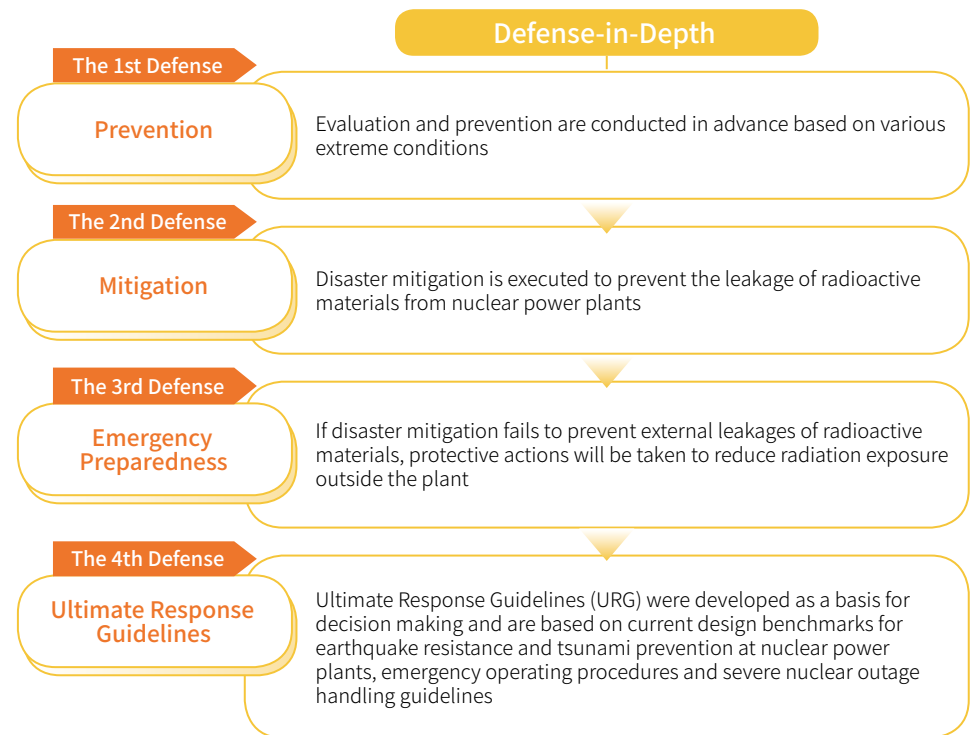 Defense-in-Depth
The 1st Defense
Prevention
Evaluation and prevention are conducted in advance based on various
extreme conditions
The 2nd Defense
Mitigation
Disaster mitigation is executed to prevent the leakage of radioactive
materials from nuclear power plants
The 3rd Defense
Emergency
Preparedness
If disaster mitigation fails to prevent external leakages of radioactive
materials, protective actions will be taken to reduce radiation exposure
outside the plant
The 4th Defense
Ultimate Response
Guidelines
Ultimate Response Guidelines (URG) were developed as a basis for
decision making and are based on current design benchmarks for
earthquake resistance and tsunami prevention at nuclear power
plants, emergency operating procedures and severe nuclear outage
handling guidelines